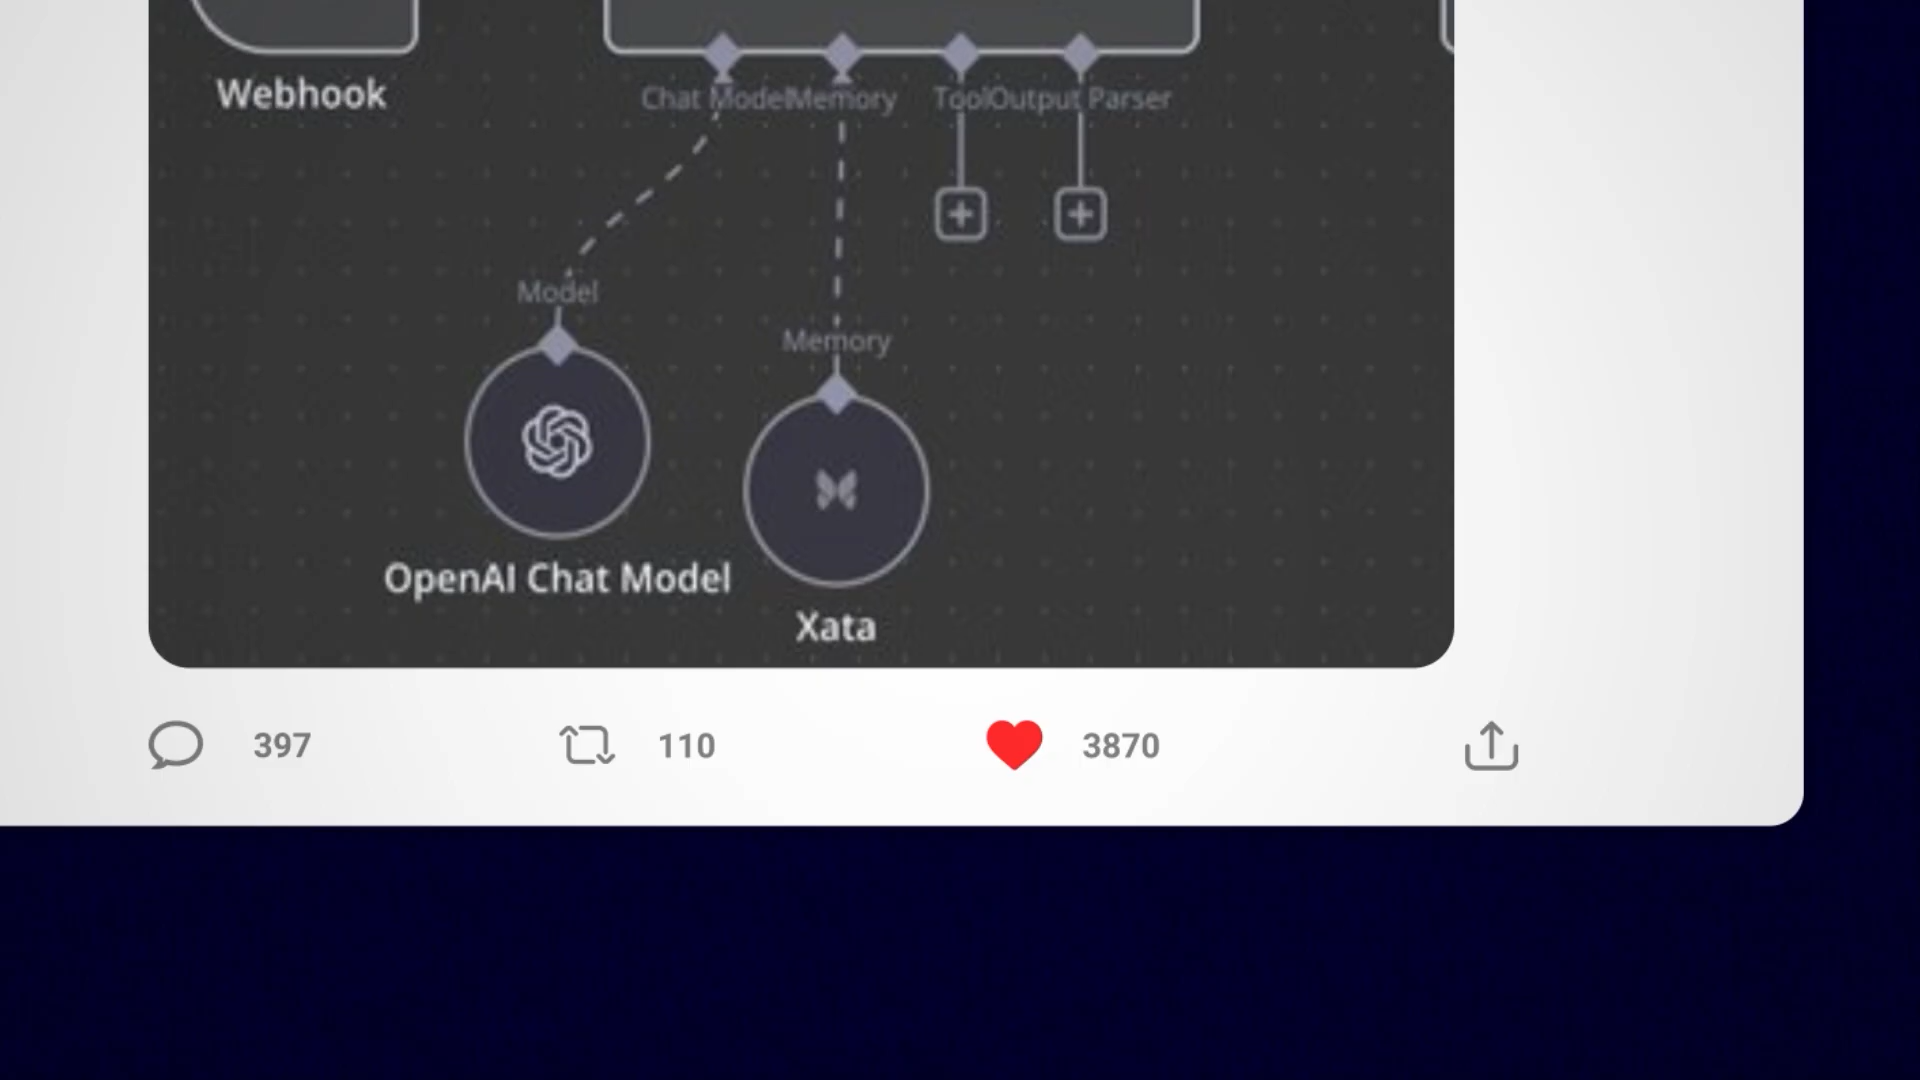 Webhook
Chat Model Memory Tool Output Parser
Model
Memory
OpenAI Chat Model
Xata
397 110 3870